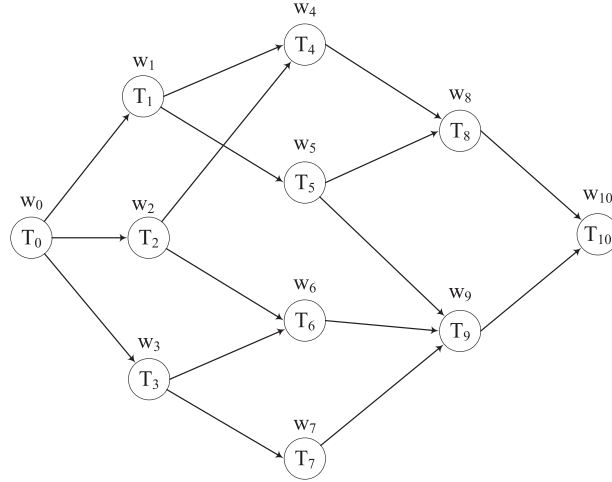 w₄
T₄
w₁
T₁
w₈
T₈
w₅
T₅
w₀
T₀
w₂
T₂
w₁₀
T₁₀
w₆
T₆
w₉
T₉
w₃
T₃
w₇
T₇